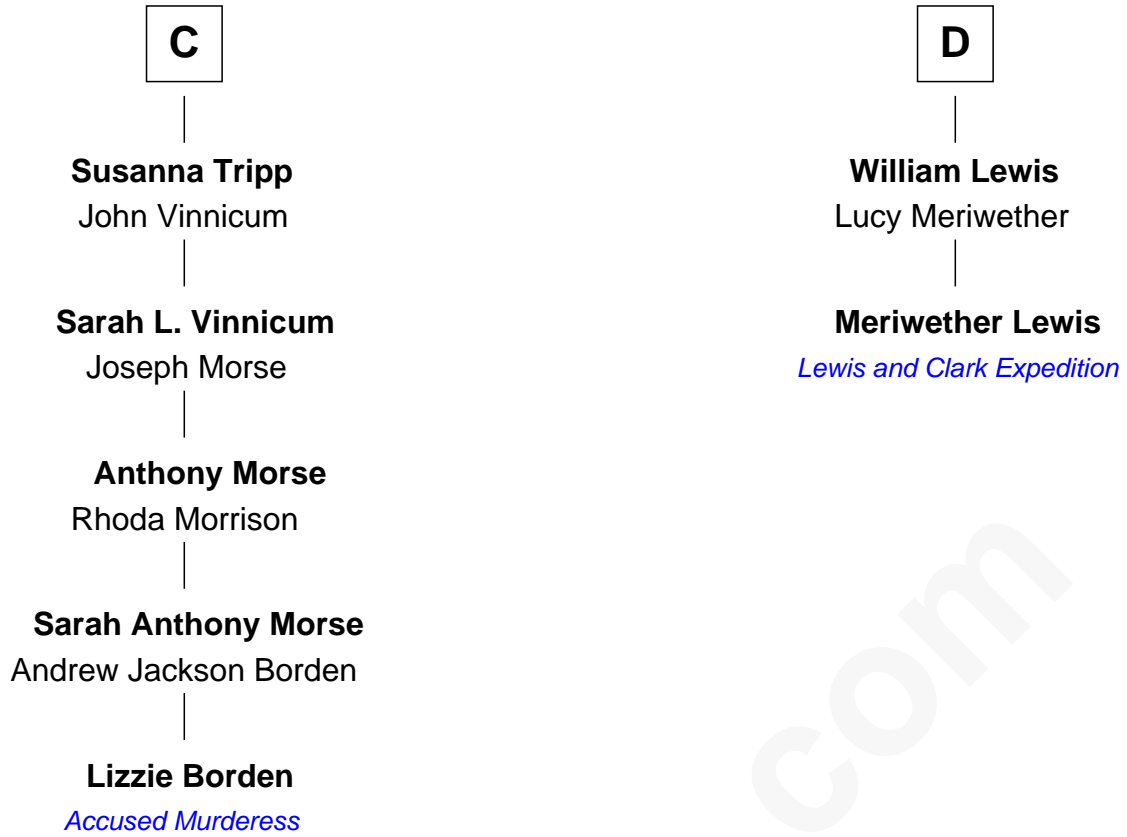 C
Susanna Tripp
John Vinnicum
Sarah L. Vinnicum
Joseph Morse
Anthony Morse
Rhoda Morrison
Sarah Anthony Morse
Andrew Jackson Borden
Lizzie Borden
Accused Murderess
D
William Lewis
Lucy Meriwether
Meriwether Lewis
Lewis and Clark Expedition
com